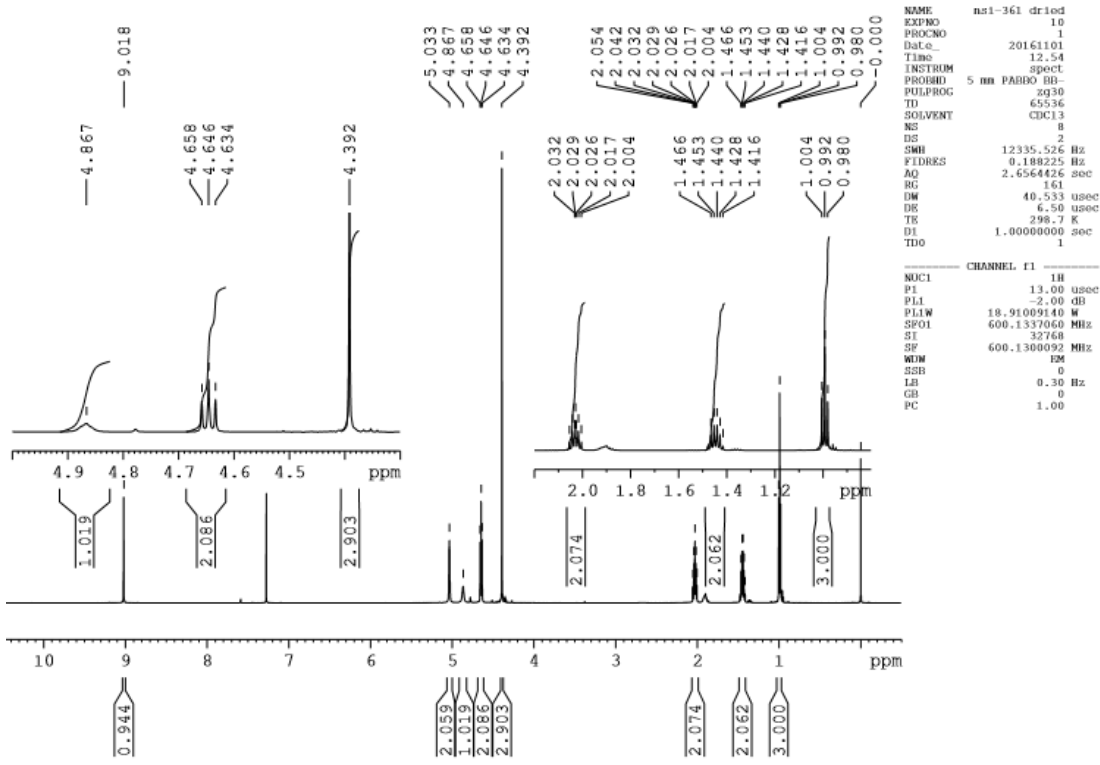 9.018
5.033
4.867
4.658
4.646
4.634
4.392
2.054
2.042
2.032
2.029
2.026
2.017
2.004
1.466
1.453
1.440
1.428
1.416
1.004
0.992
0.980
-0.000
4.867
4.658
4.646
4.634
4.392
2.032
2.029
2.026
2.017
2.004
1.466
1.453
1.440
1.428
1.416
1.004
0.992
0.980
4.9 4.8 4.7 4.6 4.5 ppm
2.0 1.8 1.6 1.4 1.2 ppm
1.019
2.086
2.903
2.074
2.062
3.000
10 9 8 7 6 5 4 3 2 1 ppm
0.944
2.059
1.019
2.086
2.903
2.074
2.062
3.000
NAME nsi-361 dried
EXPNO 10
PROCNO 1
Date_ 20161101
Time 12.54
INSTRUM spect
PROBHD 5 mm PABBO BB-
PULPROG zg30
TD 65536
SOLVENT CDCl3
NS 8
DS 2
SWH 12335.526 Hz
FIDRES 0.188225 Hz
AQ 2.6564426 sec
RG 161
DW 40.533 usec
DE 6.50 usec
TE 298.7 K
D1 1.00000000 sec
TD0 1
======== CHANNEL f1 ========
NUC1 1H
P1 13.00 usec
PL1 -2.00 dB
PL1W 18.91009140 W
SFO1 600.1337060 MHz
SI 32768
SF 600.1300092 MHz
WDW EM
SSB 0
LB 0.30 Hz
GB 0
PC 1.00